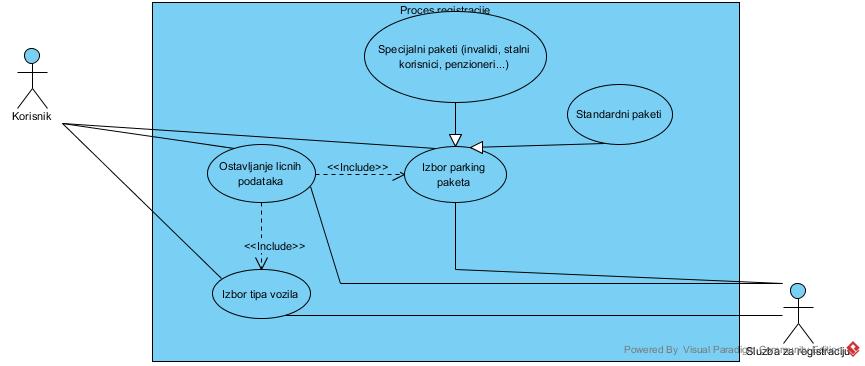 Proces registracije
Specijalni paketi (invalidi, stalni
korisnici, penzioneri...)
Standardni paketi
Korisnik
Ostavljanje licnih
podataka
<<Include>>
Izbor parking
paketa
<<Include>>
Izbor tipa vozila
Powered By Visual Paradigm Community Edition
Sluzba za registraciju